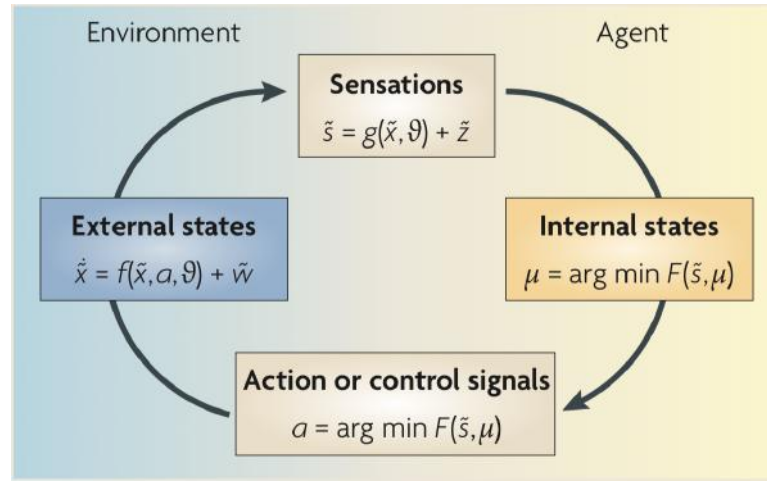 Environment
Agent
Sensations
s̃ = g(x̃, ϑ) + z̃
External states
x̃̇ = f(x̃, a, ϑ) + w̃
Internal states
μ = arg min F(s̃, μ)
Action or control signals
a = arg min F(s̃, μ)